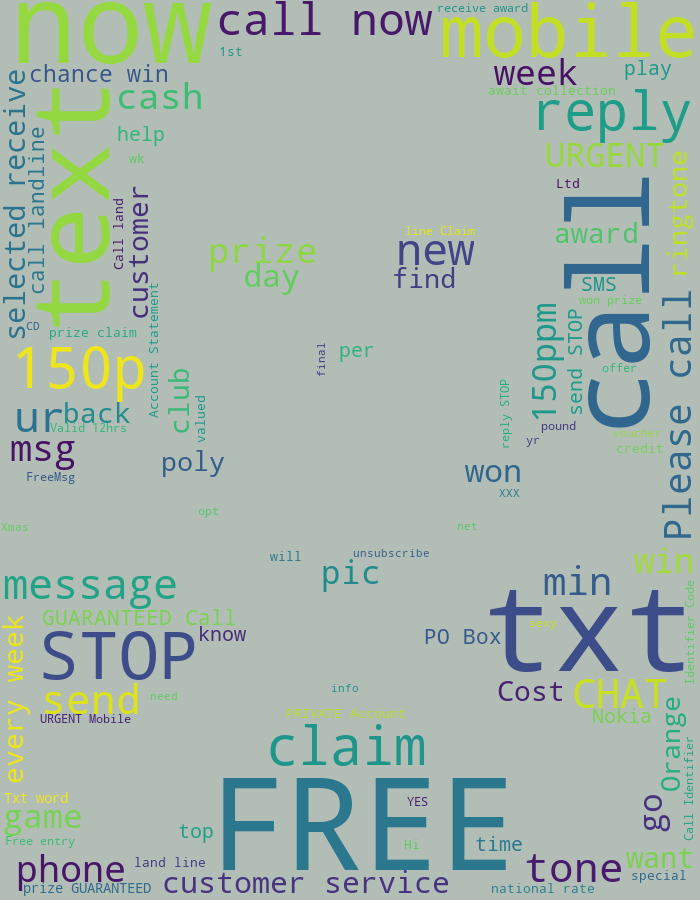 now
call now
receive award
mobile
1st
chance win
week
play
cash
await collection
reply
selected receive
text
call landline
help
wk
URGENT
ringtone
Ltd
call
Call land
customer
prize
line Claim
new
award
day
find
SMS
Account Statement
won prize
Please call
CD
prize claim
150ppm
send STOP
150p
final
per
offer
club
valued
reply STOP
ur
back
Valid 12hrs
pound
yr
voucher
credit
msg
FreeMsg
poly
won
XXX
opt
Xmas
net
will
unsubscribe
win
message
pic
min
txt
Identifier Code
GUARANTEED Call
every week
STOP
know
PO Box
send
need
info
Cost
CHAT
URGENT Mobile
PRIVATE Account
Nokia
Orange
claim
Call Identifier
FREE
Txt word
YES
game
go
top
Free entry
Hi
time
phone
land line
tone
want
special
prize GUARANTEED
customer service
national rate